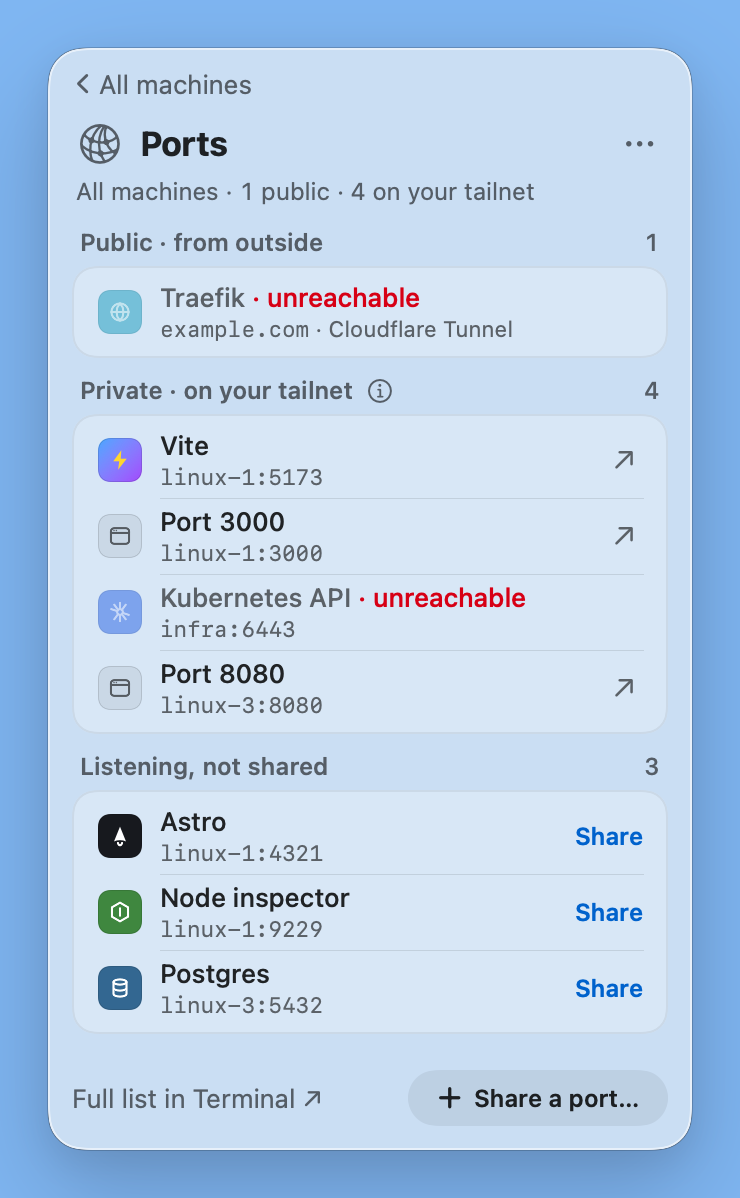 All machines
Ports
All machines · 1 public · 4 on your tailnet
Public · from outside 1
Traefik · unreachable
example.com · Cloudflare Tunnel
Private · on your tailnet 4
Vite
linux-1:5173
Port 3000
linux-1:3000
Kubernetes API · unreachable
infra:6443
Port 8080
linux-3:8080
Listening, not shared 3
Astro
linux-1:4321
Share
Node inspector
linux-1:9229
Share
Postgres
linux-3:5432
Share
Full list in Terminal ↗
+ Share a port...